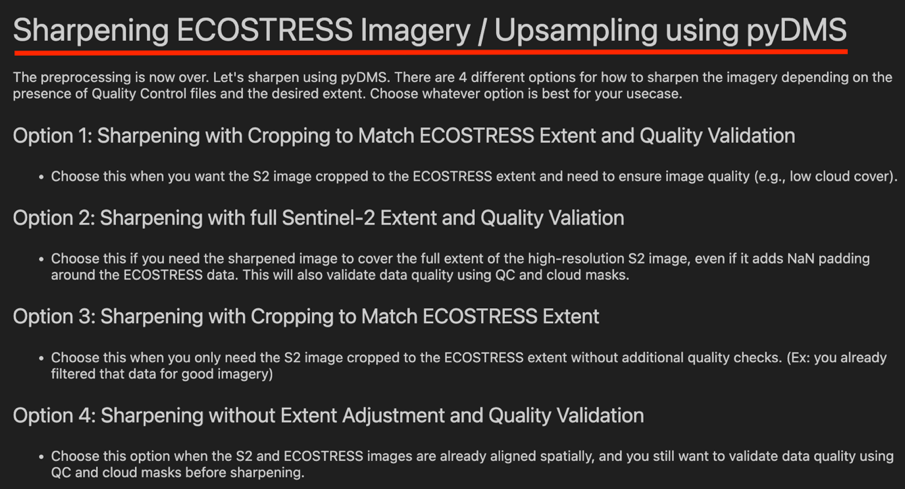 Sharpening ECOSTRESS Imagery / Upsampling using pyDMS
The preprocessing is now over. Let's sharpen using pyDMS. There are 4 different options for how to sharpen the imagery depending on the
presence of Quality Control files and the desired extent. Choose whatever option is best for your usecase.
Option 1: Sharpening with Cropping to Match ECOSTRESS Extent and Quality Validation
• Choose this when you want the S2 image cropped to the ECOSTRESS extent and need to ensure image quality (e.g., low cloud cover).
Option 2: Sharpening with full Sentinel-2 Extent and Quality Valiation
• Choose this if you need the sharpened image to cover the full extent of the high-resolution S2 image, even if it adds NaN padding
around the ECOSTRESS data. This will also validate data quality using QC and cloud masks.
Option 3: Sharpening with Cropping to Match ECOSTRESS Extent
• Choose this when you only need the S2 image cropped to the ECOSTRESS extent without additional quality checks. (Ex: you already
filtered that data for good imagery)
Option 4: Sharpening without Extent Adjustment and Quality Validation
• Choose this option when the S2 and ECOSTRESS images are already aligned spatially, and you still want to validate data quality using
QC and cloud masks before sharpening.